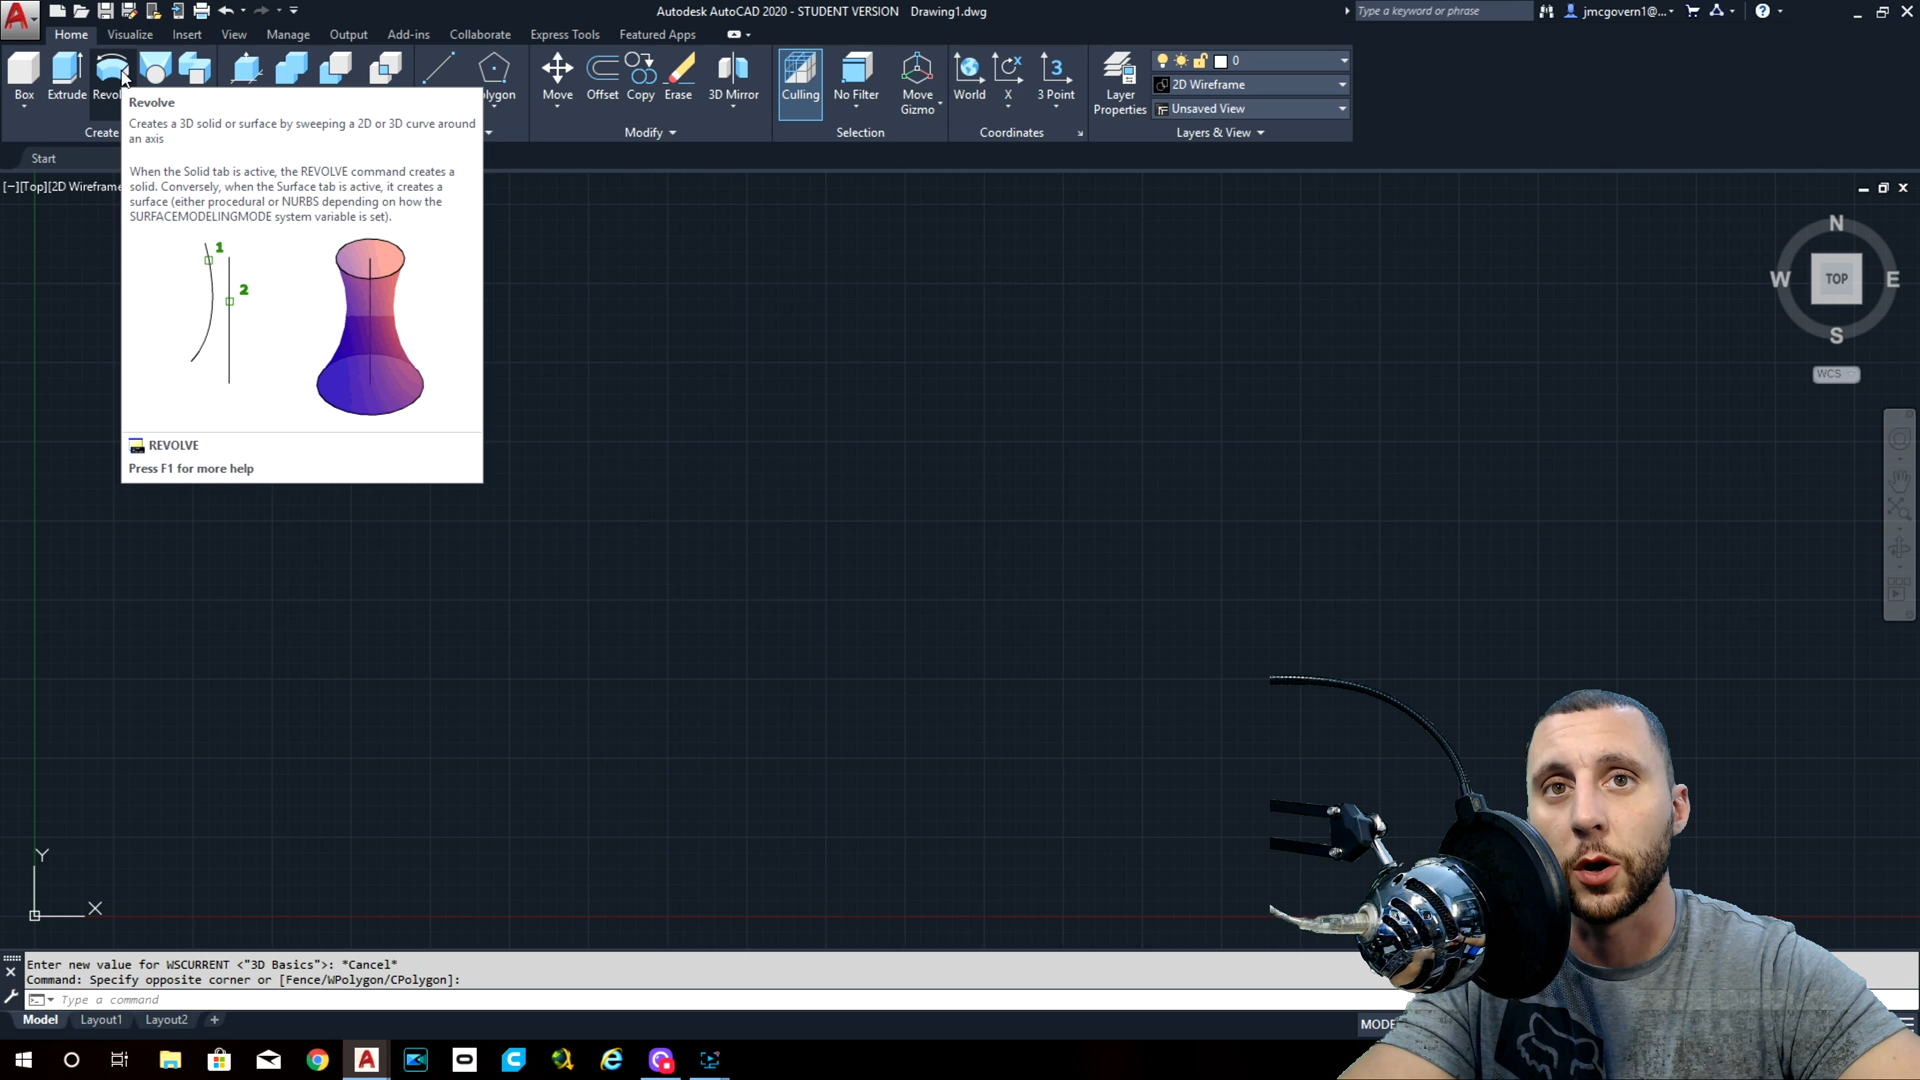 Autodesk AutoCAD 2020 - STUDENT VERSION Drawing1.dwg
Type a keyword or phrase
jmcgovern1@...
Home Visualize Insert View Manage Output Add-ins Collaborate Express Tools Featured Apps
Box Extrude Move Offset Copy Erase 3D Mirror Culling No Filter Move Gizmo World X 3 Point Layer Properties
0
2D Wireframe
Unsaved View
Create Modify Selection Coordinates Layers & View
Start
[−][Top][2D Wireframe
Revolve
Creates a 3D solid or surface by sweeping a 2D or 3D curve around
an axis
When the Solid tab is active, the REVOLVE command creates a
solid. Conversely, when the Surface tab is active, it creates a
surface (either procedural or NURBS depending on how the
SURFACEMODELINGMODE system variable is set).
1
2
REVOLVE
Press F1 for more help
N
W TOP E
S
WCS
Y
X
Enter new value for WSCURRENT <"3D Basics">: *Cancel*
Command: Specify opposite corner or [Fence/WPolygon/CPolygon]:
Type a command
Model Layout1 Layout2 +